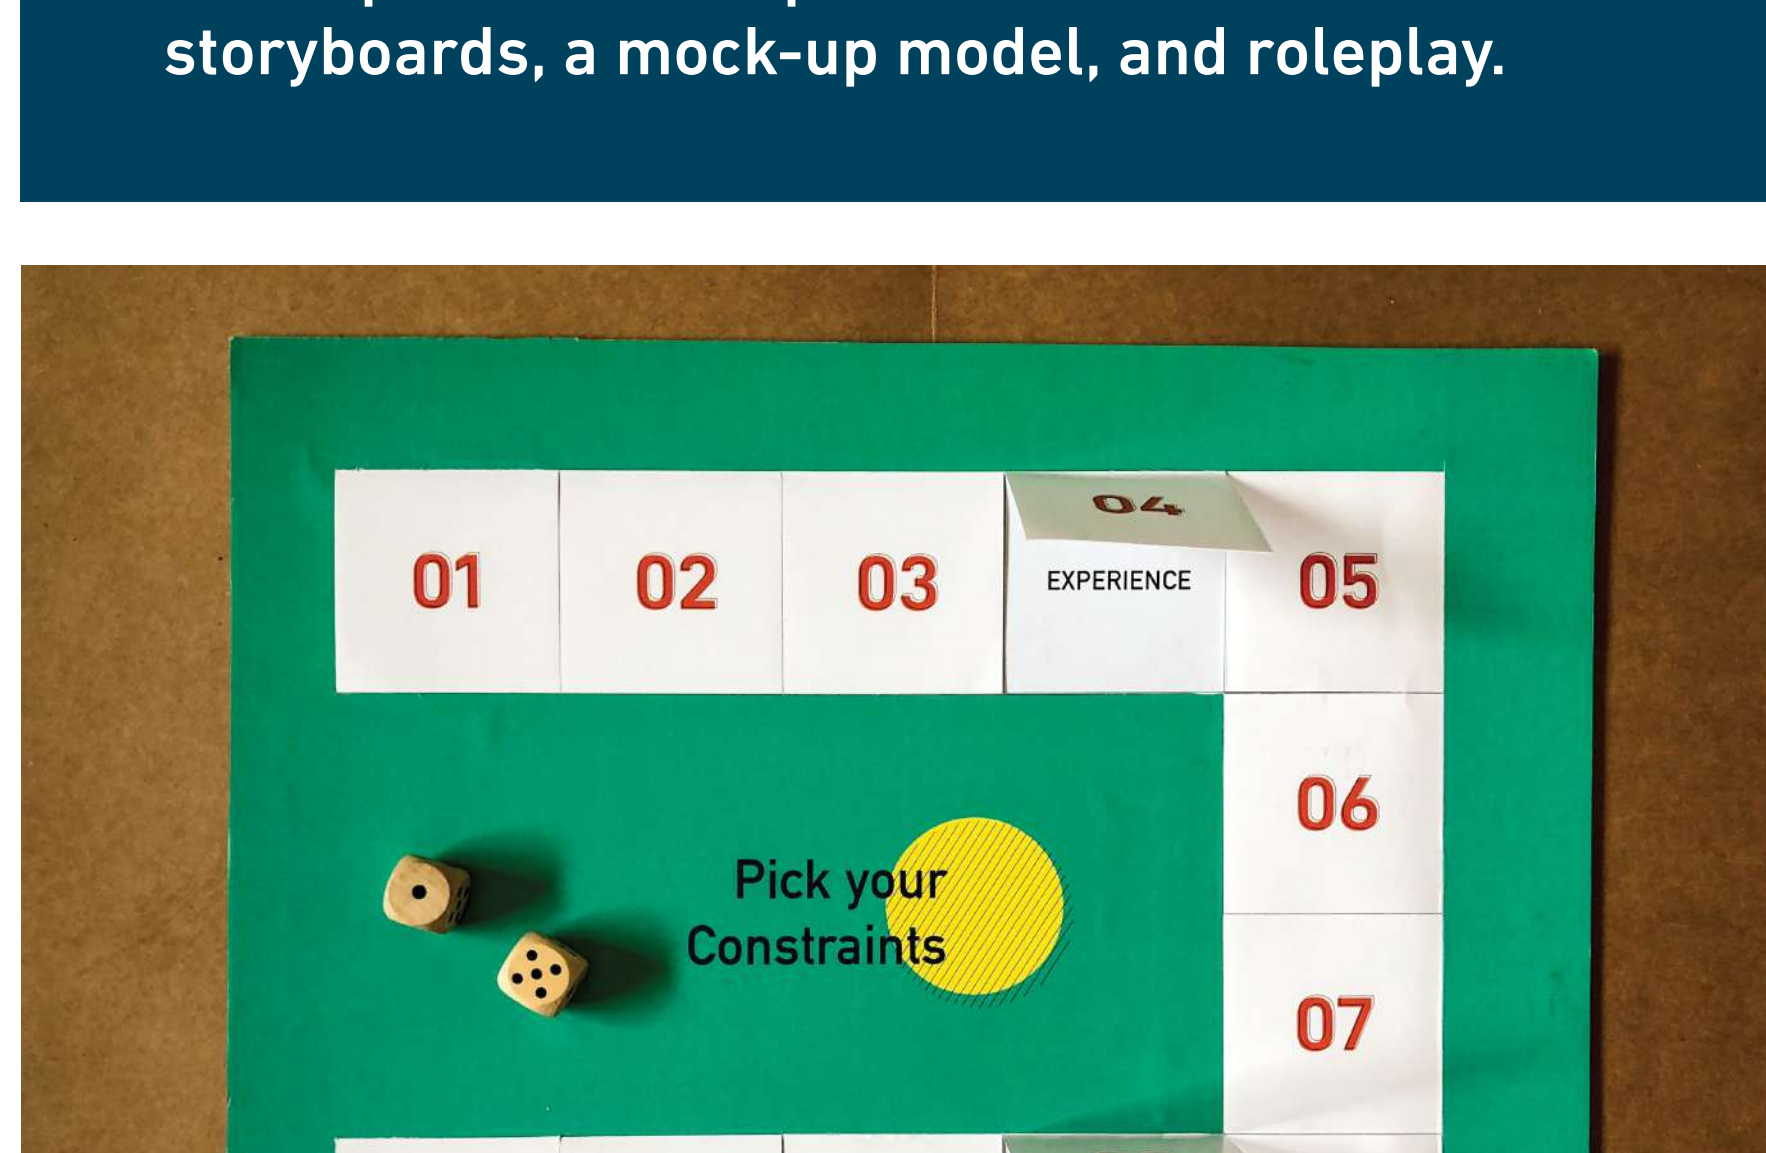 storyboards, a mock-up model, and roleplay.
01
02
03
04
EXPERIENCE
05
06
Pick your
Constraints
07